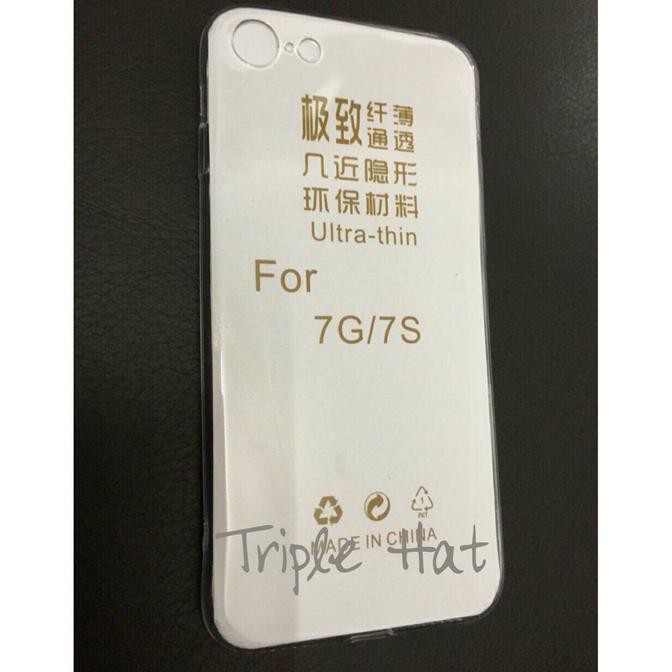 极致 纤薄
通透
几近隐形
环保材料
Ultra-thin
For
7G/7S
1
PET
MADE IN CHINA
Triple Hat